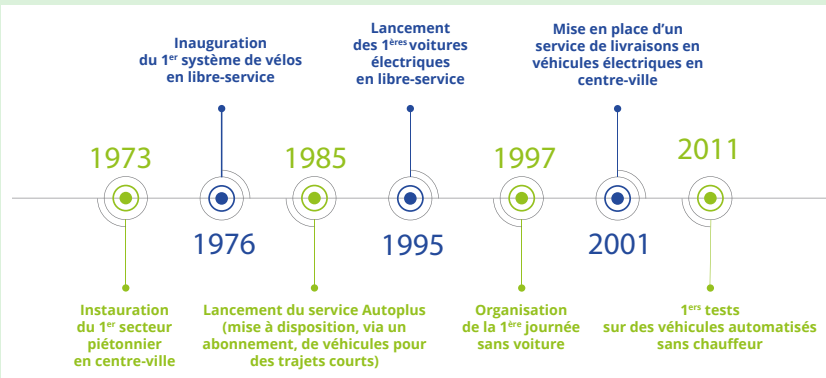 Inauguration
du 1er système de vélos
en libre-service
Lancement
des 1ères voitures
électriques
en libre-service
Mise en place d’un
service de livraisons en
véhicules électriques en
centre-ville
1973
1985
1997
2011
1976
1995
2001
Instauration
du 1er secteur
piétonnier
en centre-ville
Lancement du service Autoplus
(mise à disposition, via un
abonnement, de véhicules pour
des trajets courts)
Organisation
de la 1ère journée
sans voiture
1ers tests
sur des véhicules automatisés
sans chauffeur